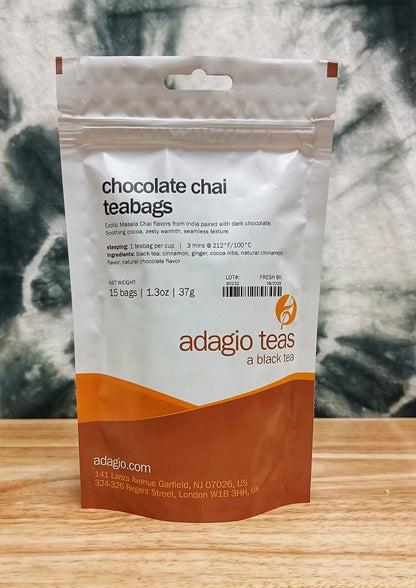 chocolate chai
teabags
Exotic Masala Chai flavors from India paired with dark chocolate.
Soothing cocoa, zesty warmth, seamless texture.
steeping: 1 teabag per cup | 3 mins @ 212°F/100°C
Ingredients: black tea, cinnamon, ginger, cocoa nibs, natural cinnamon
flavor, natural chocolate flavor
NET WEIGHT:
15 bags | 1.3oz | 37g
LOT#: FRESH BY:
80232 09/2026
adagio teas
a black tea
adagio.com
141 Lanza Avenue Garfield, NJ 07026, US
324-326 Regent Street, London W1B 3HH, UK